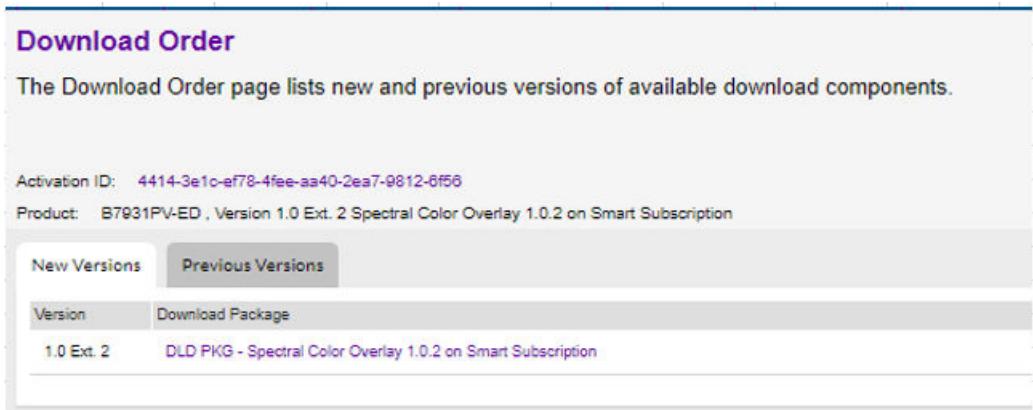 Download Order
The Download Order page lists new and previous versions of available download components.
Activation ID: 4414-3e1c-ef78-4fee-aa40-2ea7-9812-6f56
Product: B7931PV-ED , Version 1.0 Ext. 2 Spectral Color Overlay 1.0.2 on Smart Subscription
New Versions Previous Versions
Version Download Package
1.0 Ext. 2 DLD PKG - Spectral Color Overlay 1.0.2 on Smart Subscription